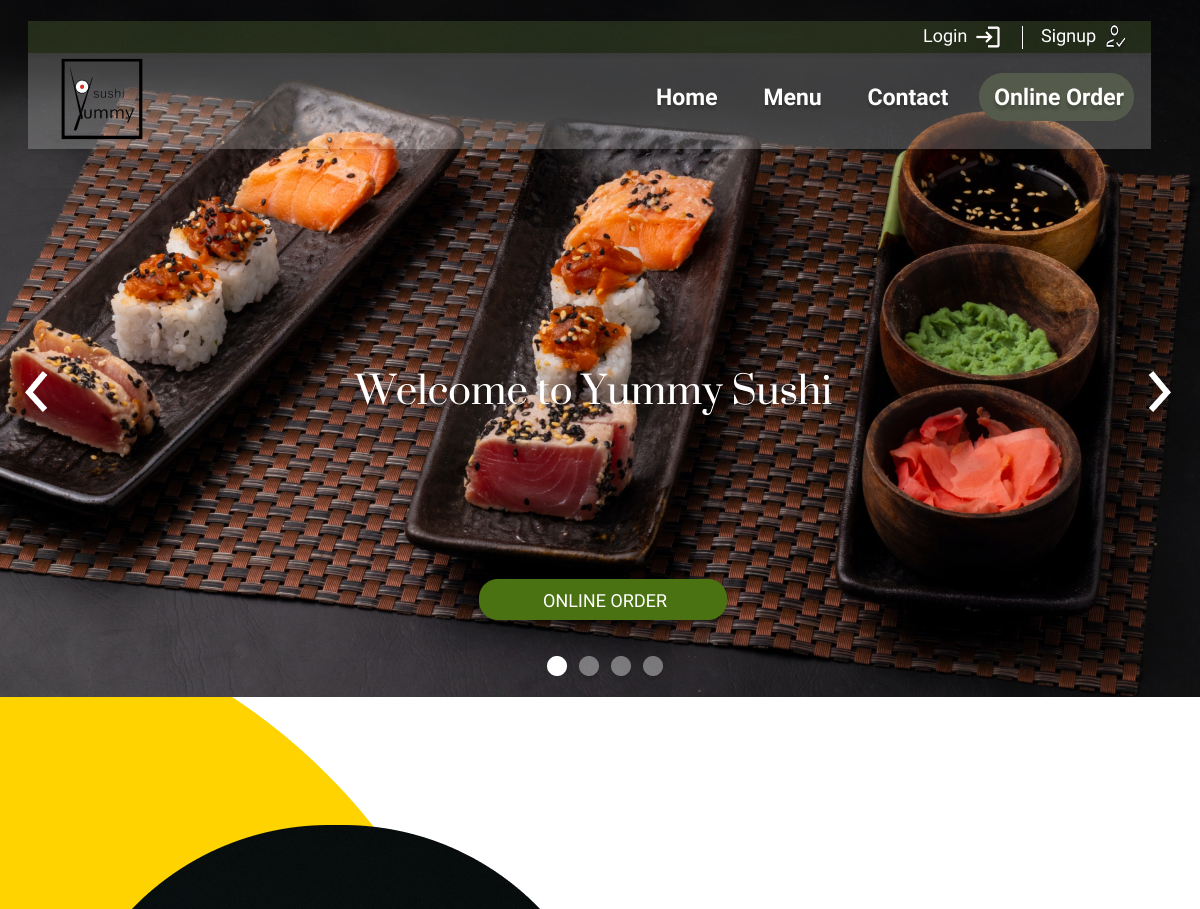 Login Signup
sushi
Yummy
Home Menu Contact Online Order
Welcome to Yummy Sushi
ONLINE ORDER